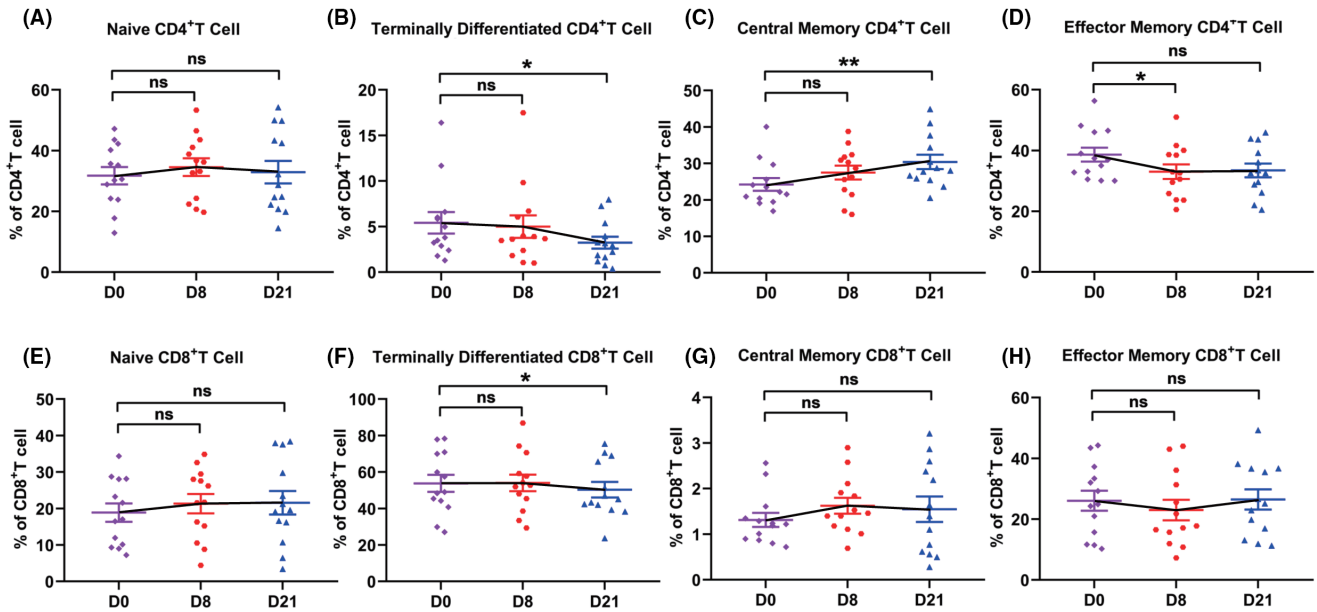 (A)
Naive CD4⁺T Cell
ns
ns
% of CD4⁺T cell
60
40
20
0
D0 D8 D21
(B)
Terminally Differentiated CD4⁺T Cell
*
ns
% of CD4⁺T cell
20
15
10
5
0
D0 D8 D21
(C)
Central Memory CD4⁺T Cell
**
ns
% of CD4⁺T cell
50
40
30
20
10
0
D0 D8 D21
(D)
Effector Memory CD4⁺T Cell
ns
*
% of CD4⁺T cell
60
40
20
0
D0 D8 D21
(E)
Naive CD8⁺T Cell
ns
ns
% of CD8⁺T cell
50
40
30
20
10
0
D0 D8 D21
(F)
Terminally Differentiated CD8⁺T Cell
*
ns
% of CD8⁺T cell
100
80
60
40
20
0
D0 D8 D21
(G)
Central Memory CD8⁺T Cell
ns
ns
% of CD8⁺T cell
4
3
2
1
0
D0 D8 D21
(H)
Effector Memory CD8⁺T Cell
ns
ns
% of CD8⁺T cell
60
40
20
0
D0 D8 D21